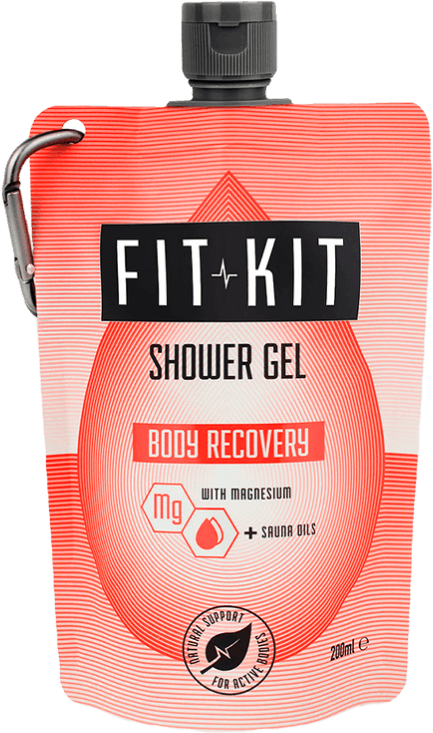 FIT KIT
SHOWER GEL
BODY RECOVERY
WITH MAGNESIUM
Mg
+ SAUNA OILS
NATURAL SUPPORT
FOR ACTIVE BODIES
200ml ℮